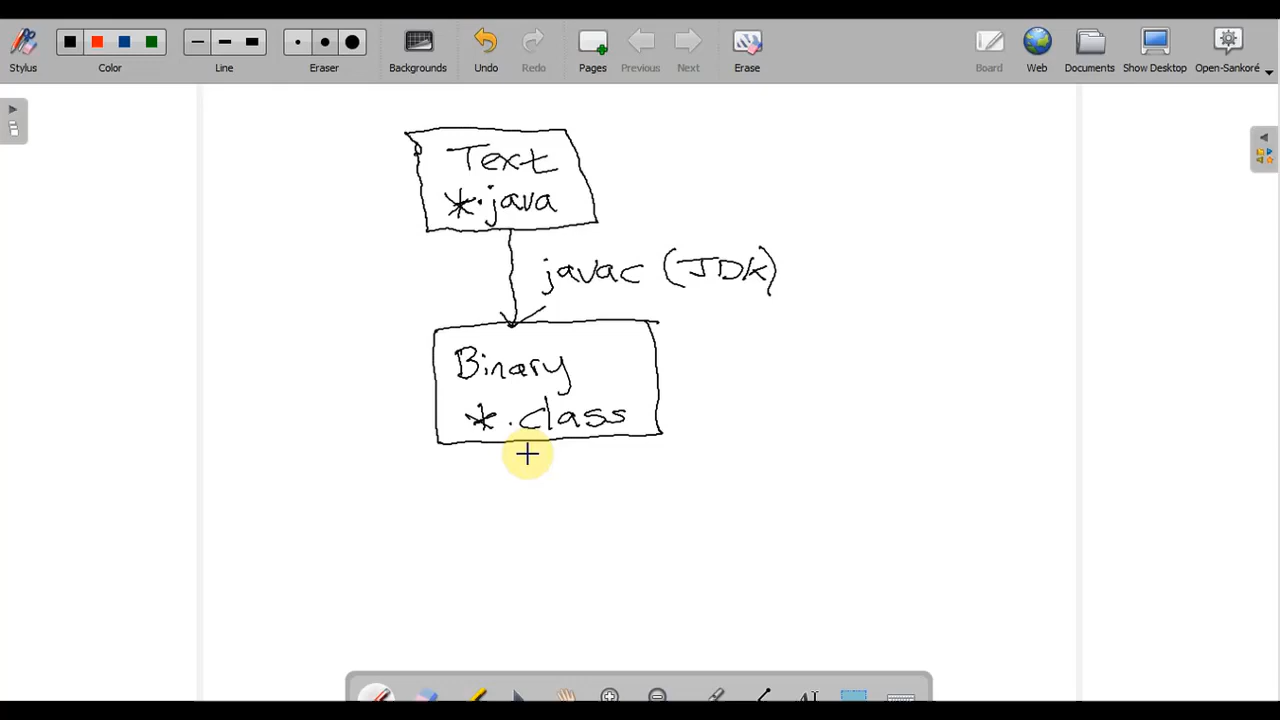 Stylus
Color
Line
Eraser
Backgrounds
Undo
Redo
Pages
Previous
Next
Erase
Board
Web
Documents
Show Desktop
Open-Sankoré
Text
*.java
javac (JDK)
Binary
*.class